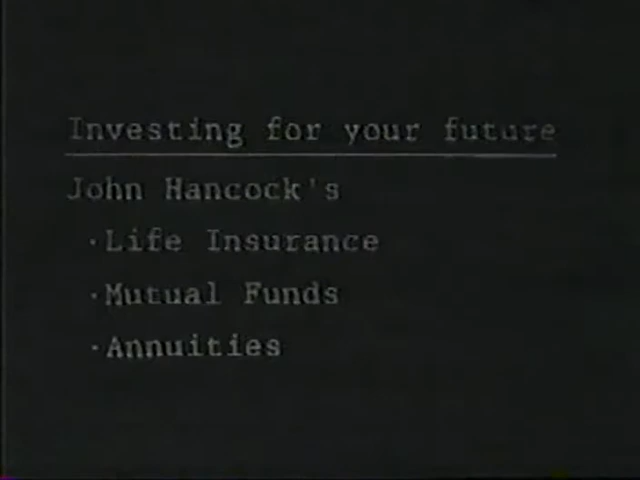 Investing for your future
John Hancock's
·Life Insurance
·Mutual Funds
·Annuities